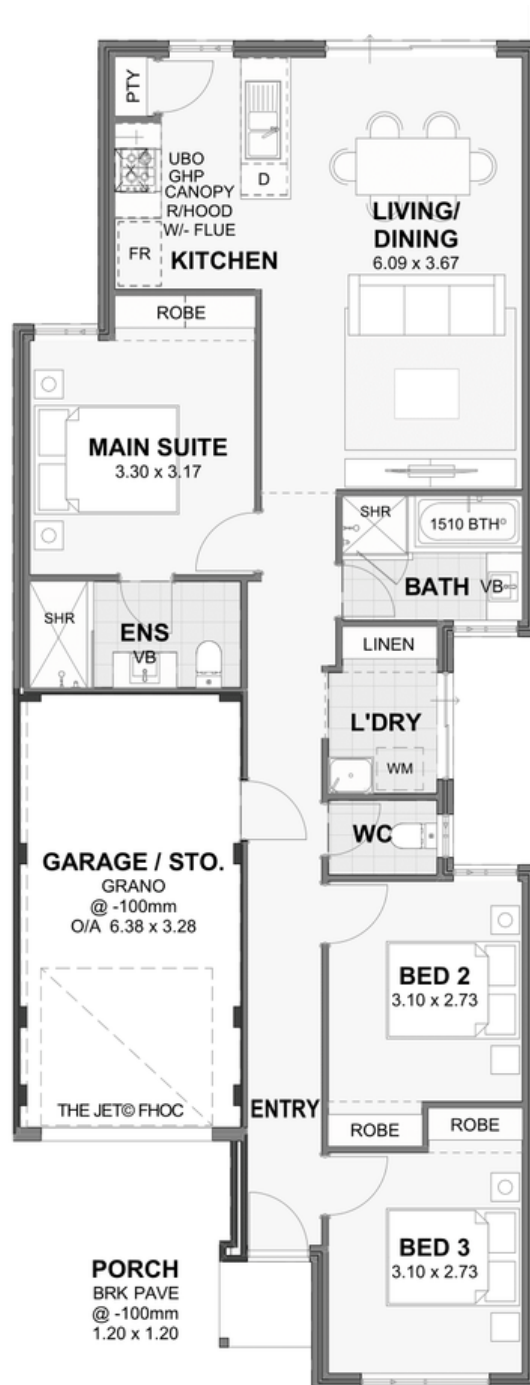 PTY
UBO
GHP
CANOPY
R/HOOD
W/- FLUE
FR
KITCHEN
D
LIVING/
DINING
6.09 x 3.67
ROBE
MAIN SUITE
3.30 x 3.17
SHR
1510 BTH
BATH
VB
SHR
ENS
VB
LINEN
L'DRY
WM
WC
GARAGE / STO.
GRANO
@ -100mm
O/A 6.38 x 3.28
THE JET© FHOC
BED 2
3.10 x 2.73
ENTRY
ROBE
ROBE
BED 3
3.10 x 2.73
PORCH
BRK PAVE
@ -100mm
1.20 x 1.20